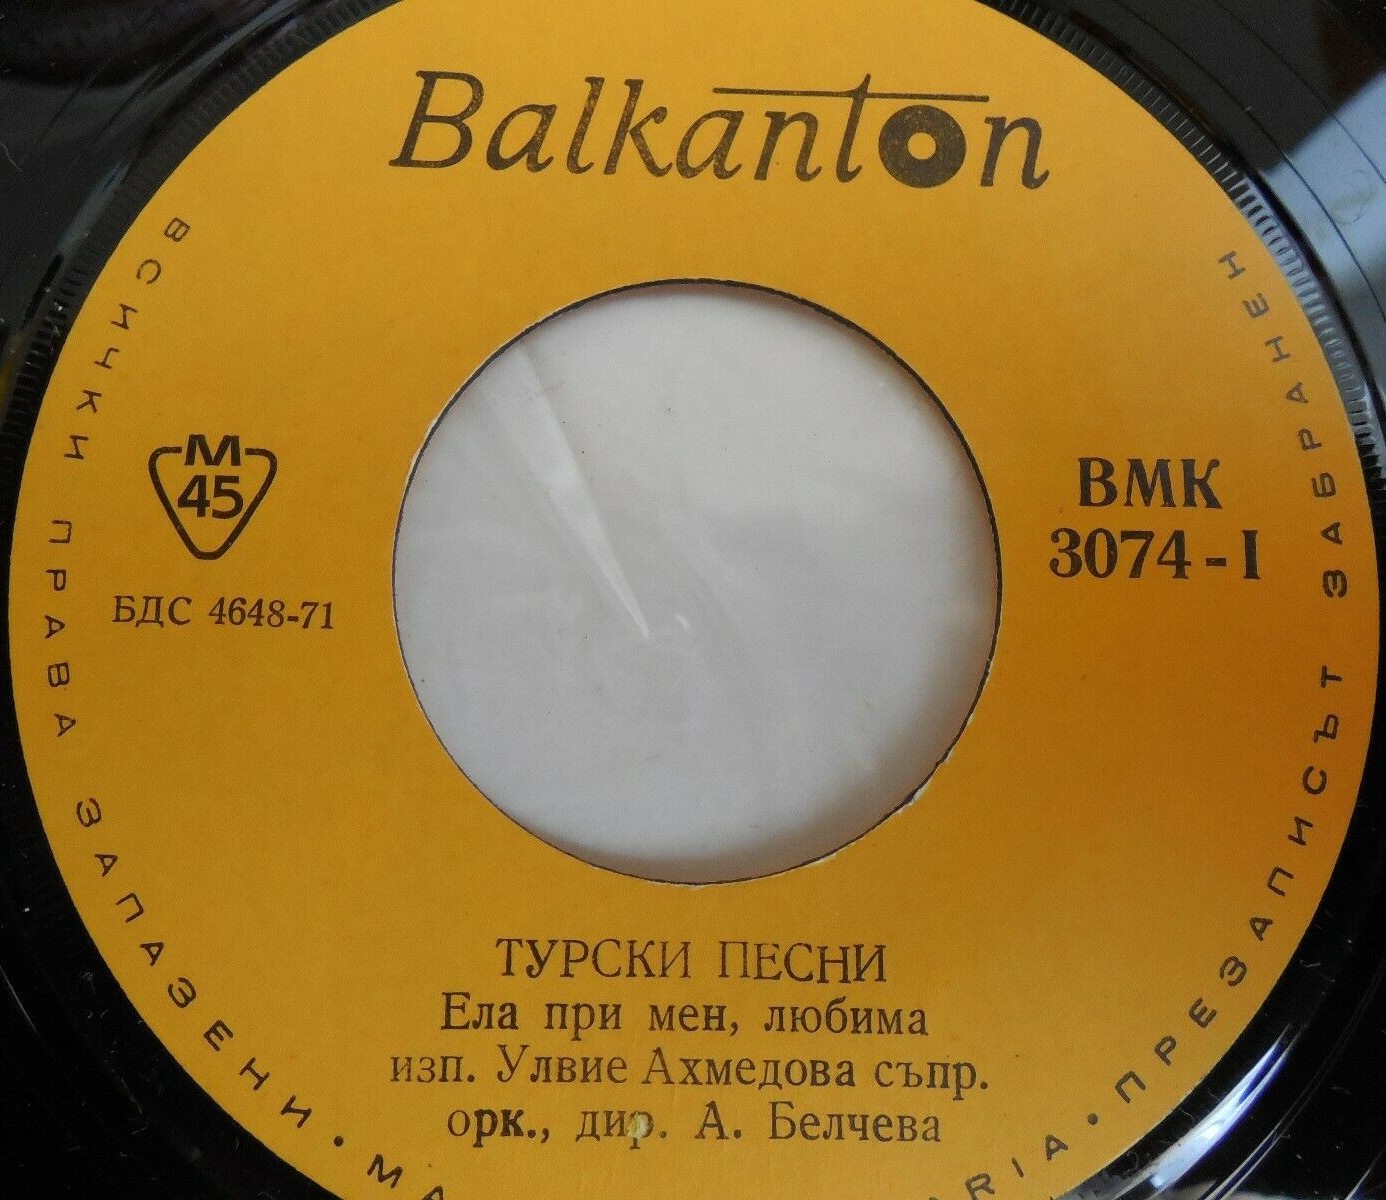 Balkanton
M
45
БДС 4648-71
ВМК
3074-I
ТУРСКИ ПЕСНИ
Ела при мен, любима
изп. Улвие Ахмедова съпр.
орк., дир. А. Белчева
ВСИЧКИ ПРАВА ЗАПАЗЕНИ •
• ПРЕЗАПИСЪТ ЗАБРАНЕН